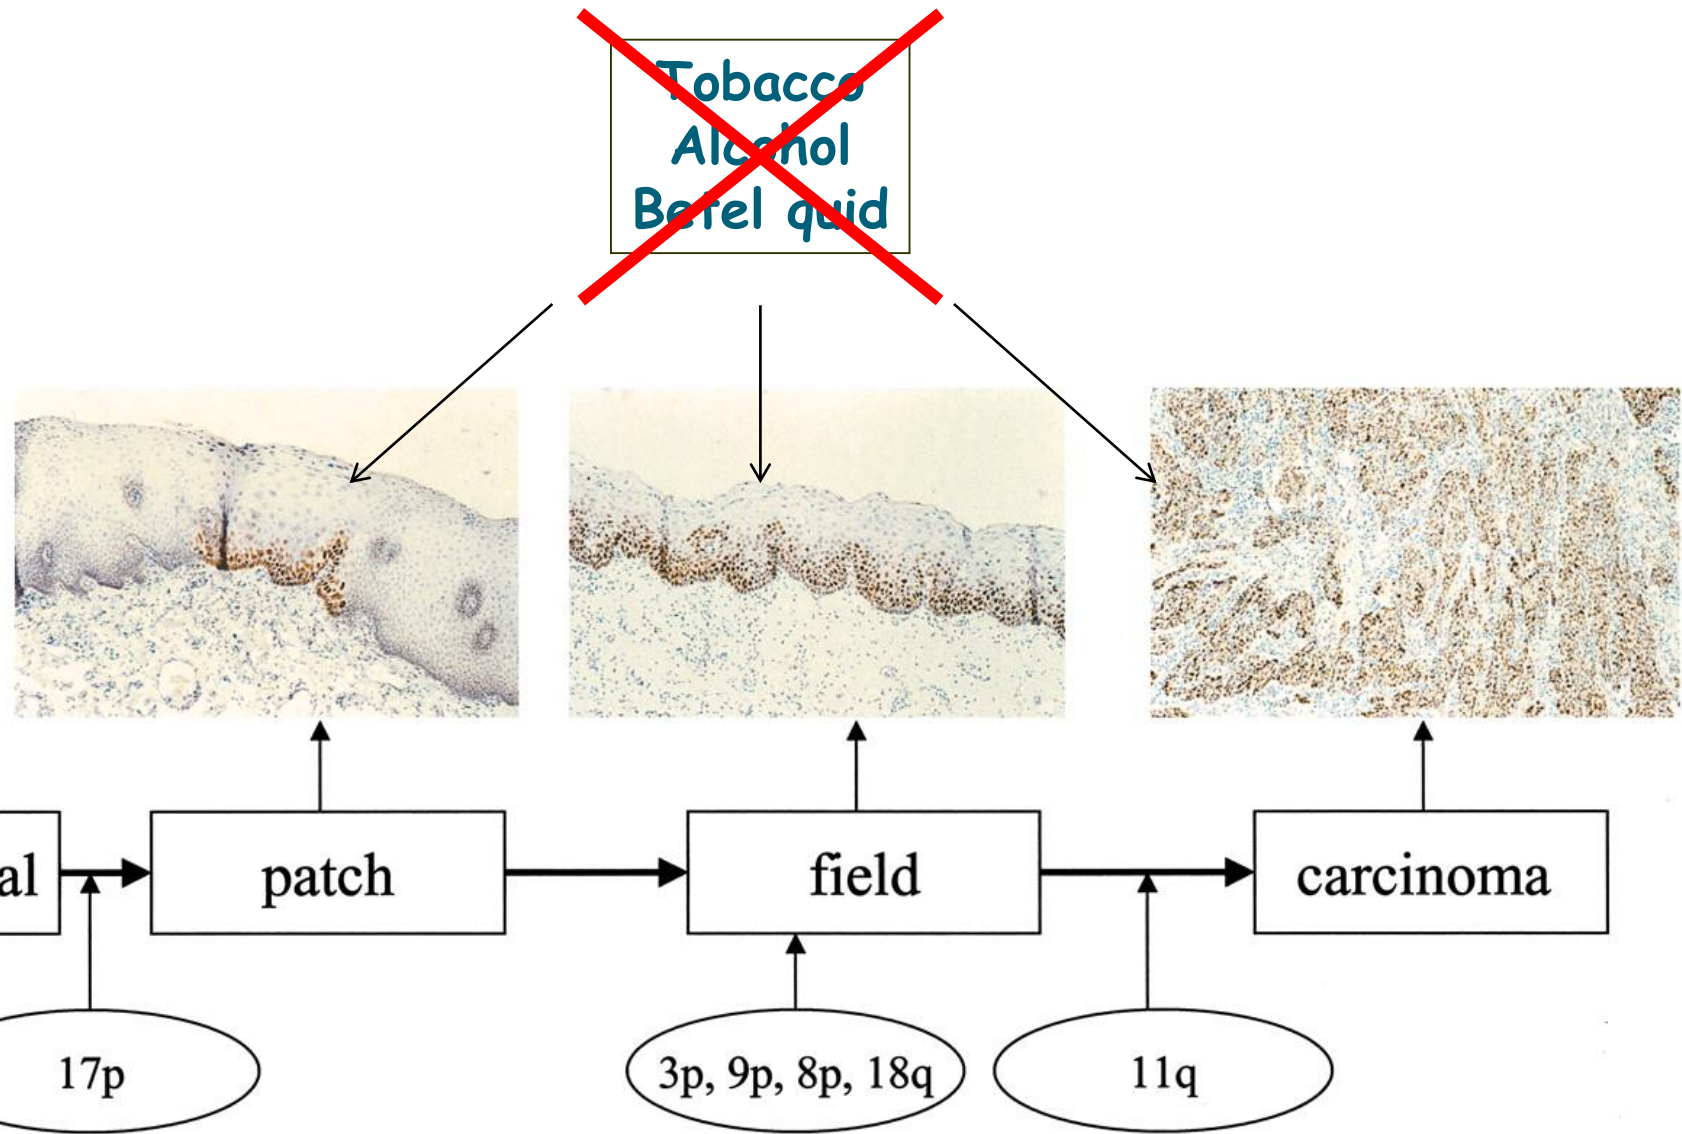 Tobacco
Alcohol
Betel quid
al
patch
field
carcinoma
17p
3p, 9p, 8p, 18q
11q